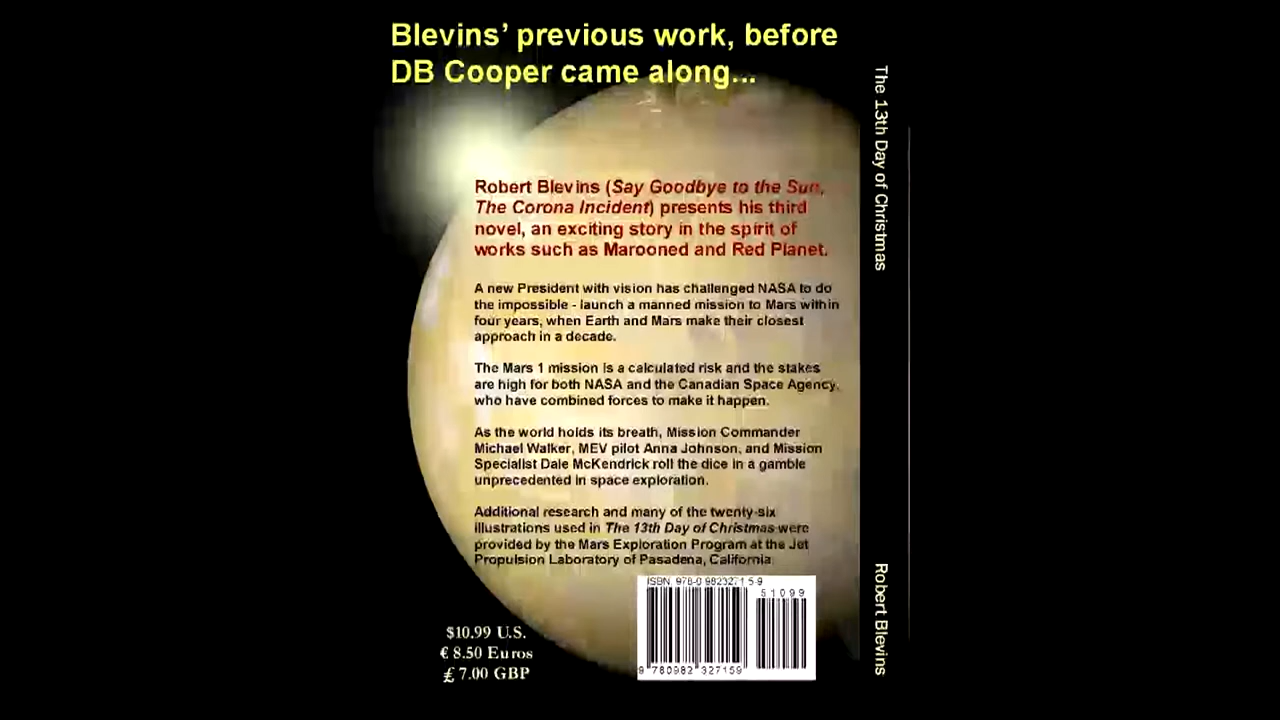 Blevins' previous work, before
DB Cooper came along...
Robert Blevins (Say Goodbye to the Sun,
The Corona Incident) presents his third
novel, an exciting story in the spirit of
works such as Marooned and Red Planet.
A new President with vision has challenged NASA to do
the impossible - launch a manned mission to Mars within
four years, when Earth and Mars make their closest
approach in a decade.
The Mars 1 mission is a calculated risk and the stakes
are high for both NASA and the Canadian Space Agency,
who have combined forces to make it happen.
As the world holds its breath, Mission Commander
Michael Walker, MEV pilot Anna Johnson, and Mission
Specialist Dale McKendrick roll the dice in a gamble
unprecedented in space exploration.
Additional research and many of the twenty-six
illustrations used in The 13th Day of Christmas were
provided by the Mars Exploration Program at the Jet
Propulsion Laboratory of Pasadena, California.
ISBN 978-0 9823271 5-9
51099
9 780982 327159
$10.99 U.S.
€ 8.50 Euros
£ 7.00 GBP
The 13th Day of Christmas
Robert Blevins